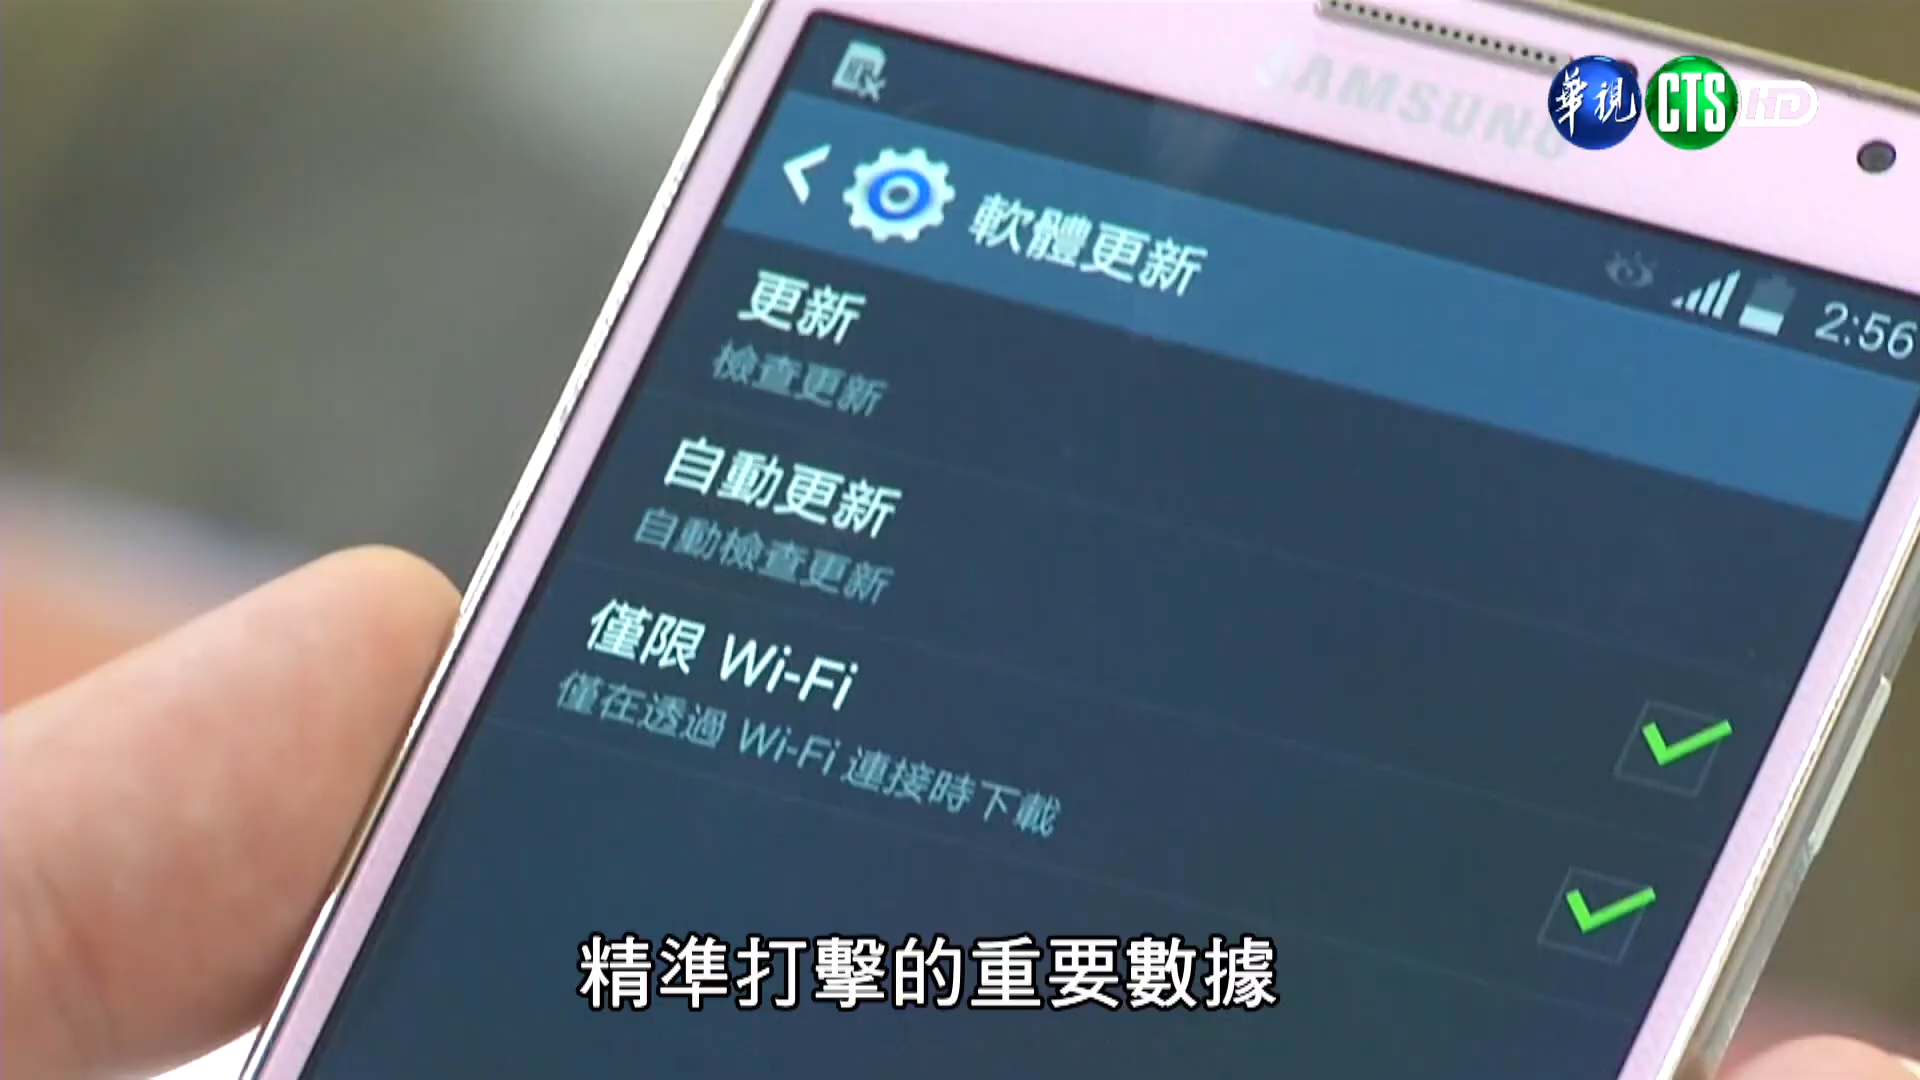 SAMSUNG
華視 CTS HD
2:56
軟體更新
更新
檢查更新
自動更新
自動檢查更新
僅限 Wi-Fi
僅在透過 Wi-Fi 連接時下載
精準打擊的重要數據